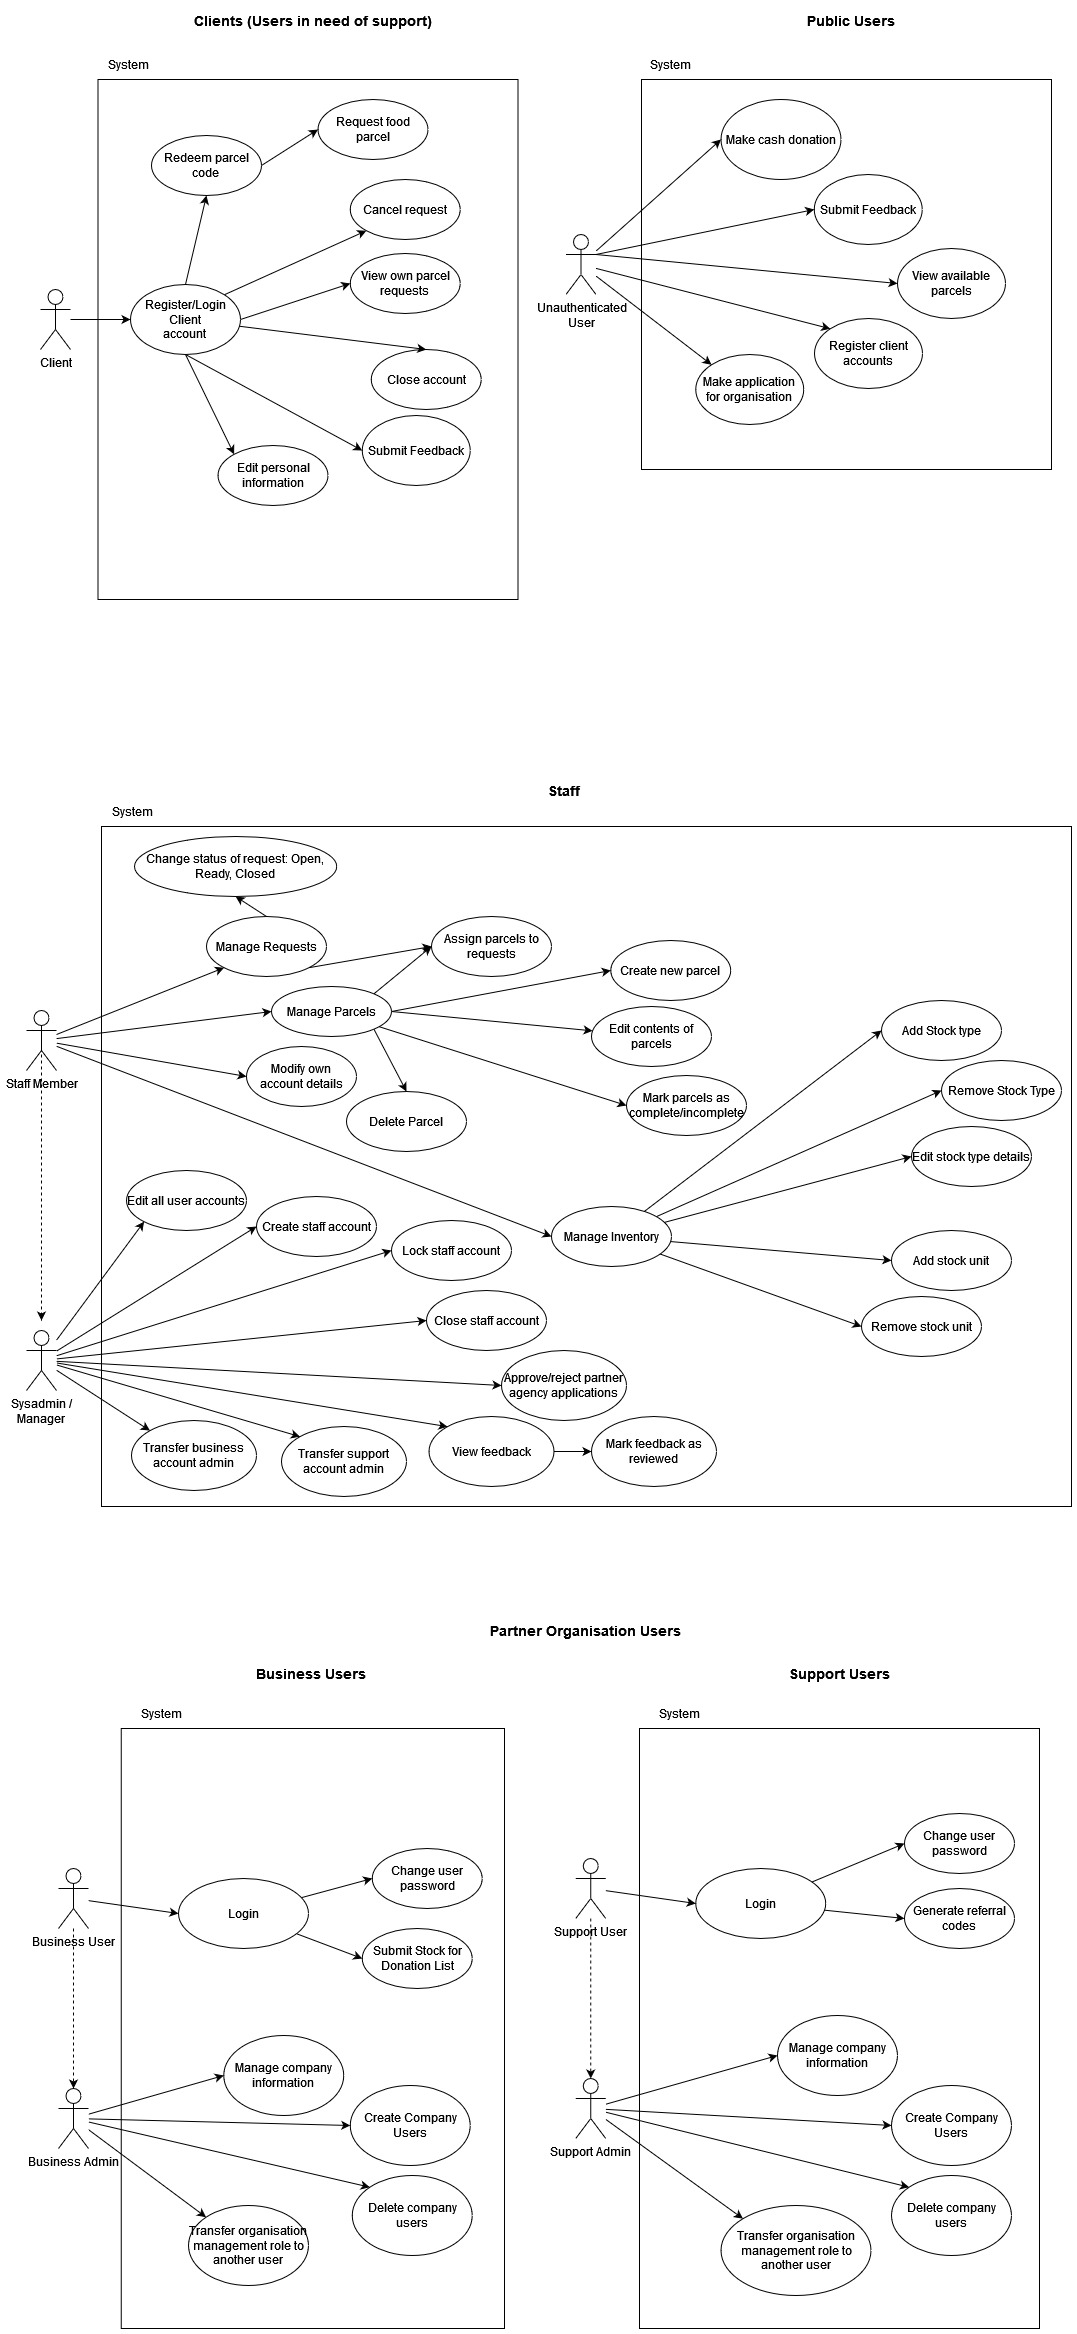 Clients (Users in need of support)
System
Request food
parcel
Redeem parcel
code
Cancel request
View own parcel
requests
Register/Login
Client
account
Client
Close account
Submit Feedback
Edit personal
information
Public Users
System
Make cash donation
Submit Feedback
View available
parcels
Unauthenticated
User
Register client
accounts
Make application
for organisation
Staff
System
Change status of request: Open,
Ready, Closed
Manage Requests
Assign parcels to
requests
Create new parcel
Manage Parcels
Edit contents of
parcels
Add Stock type
Staff Member
Modify own
account details
Remove Stock Type
Mark parcels as
complete/incomplete
Delete Parcel
Edit stock type details
Edit all user accounts
Create staff account
Manage Inventory
Lock staff account
Add stock unit
Close staff account
Remove stock unit
Sysadmin /
Manager
Approve/reject partner
agency applications
Transfer business
account admin
Transfer support
account admin
View feedback
Mark feedback as
reviewed
Partner Organisation Users
Business Users
System
Change user
password
Login
Business User
Submit Stock for
Donation List
Manage company
information
Create Company
Users
Business Admin
Delete company
users
Transfer organisation
management role to
another user
Support Users
System
Change user
password
Login
Generate referral
codes
Support User
Manage company
information
Create Company
Users
Support Admin
Delete company
users
Transfer organisation
management role to
another user